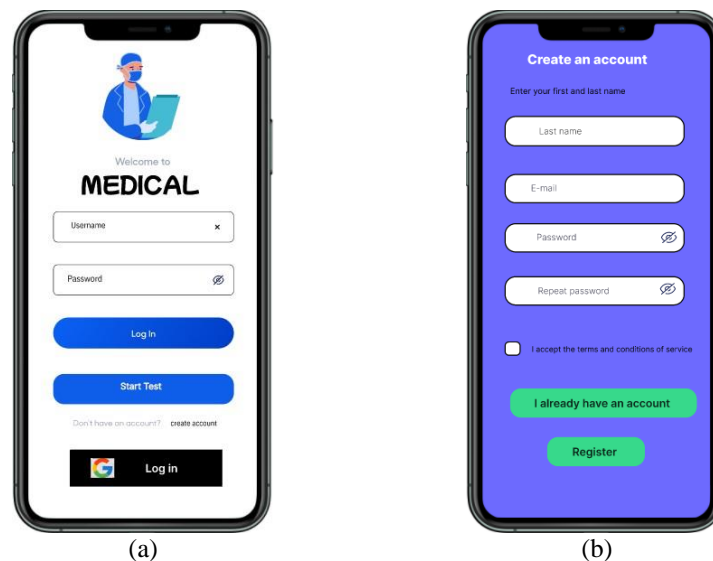 Welcome to
MEDICAL
Username
Password
Log In
Start Test
Don't have an account? create account
G Log in
(a)
Create an account
Enter your first and last name
Last name
E-mail
Password
Repeat password
I accept the terms and conditions of service
I already have an account
Register
(b)